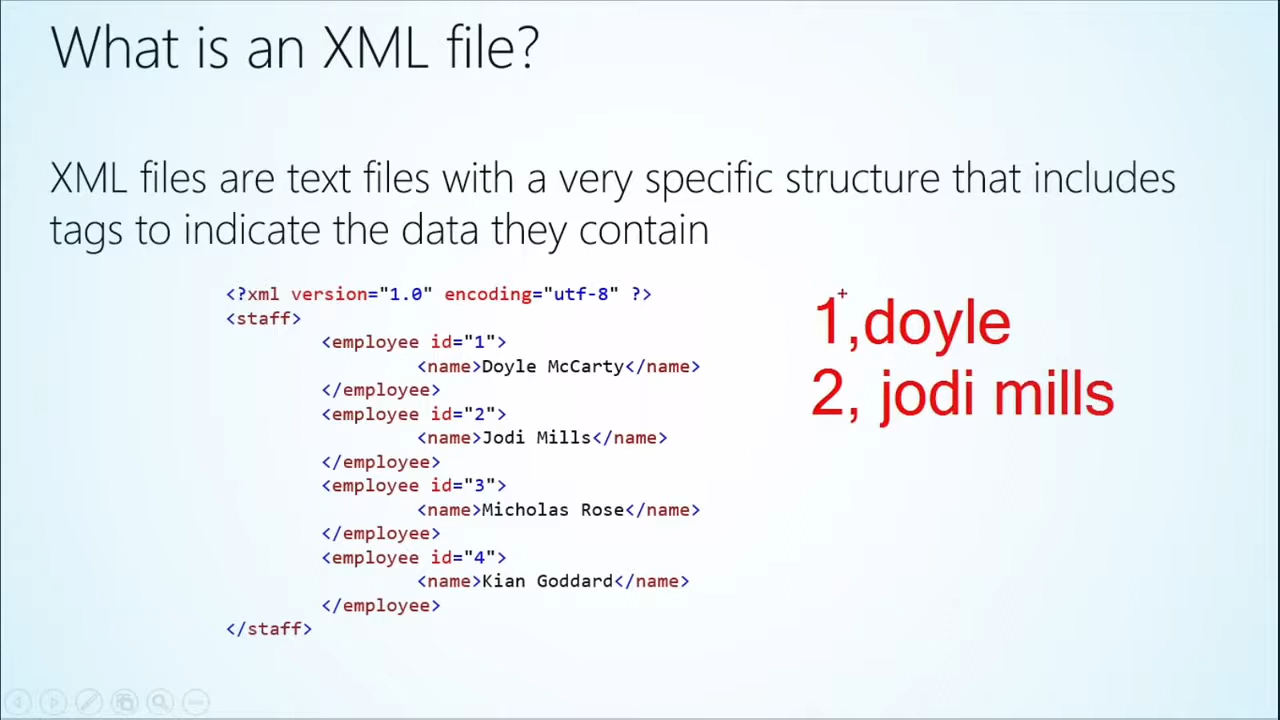 What is an XML file?
XML files are text files with a very specific structure that includes
tags to indicate the data they contain
<?xml version="1.0" encoding="utf-8" ?>
<staff>
<employee id="1">
<name>Doyle McCarty</name>
</employee>
<employee id="2">
<name>Jodi Mills</name>
</employee>
<employee id="3">
<name>Micholas Rose</name>
</employee>
<employee id="4">
<name>Kian Goddard</name>
</employee>
</staff>
1,doyle
2, jodi mills